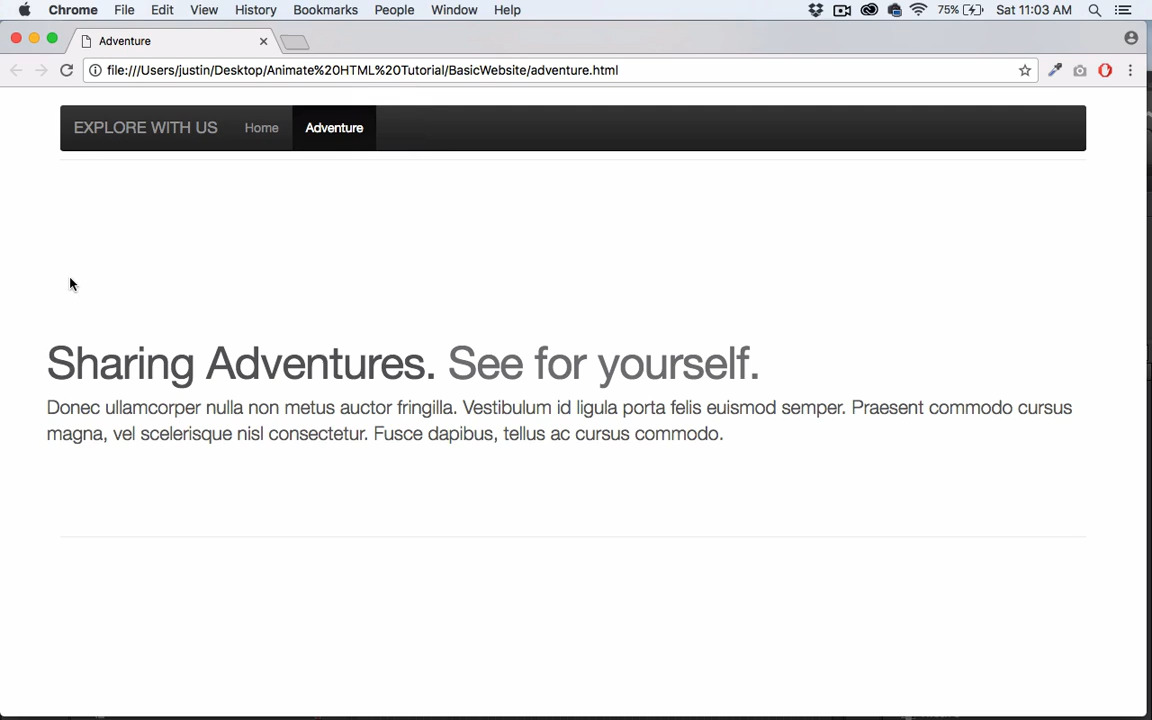 Chrome File Edit View History Bookmarks People Window Help 75% Sat 11:03 AM
Adventure
file:///Users/justin/Desktop/Animate%20HTML%20Tutorial/BasicWebsite/adventure.html
EXPLORE WITH US Home Adventure
Sharing Adventures. See for yourself.
Donec ullamcorper nulla non metus auctor fringilla. Vestibulum id ligula porta felis euismod semper. Praesent commodo cursus
magna, vel scelerisque nisl consectetur. Fusce dapibus, tellus ac cursus commodo.